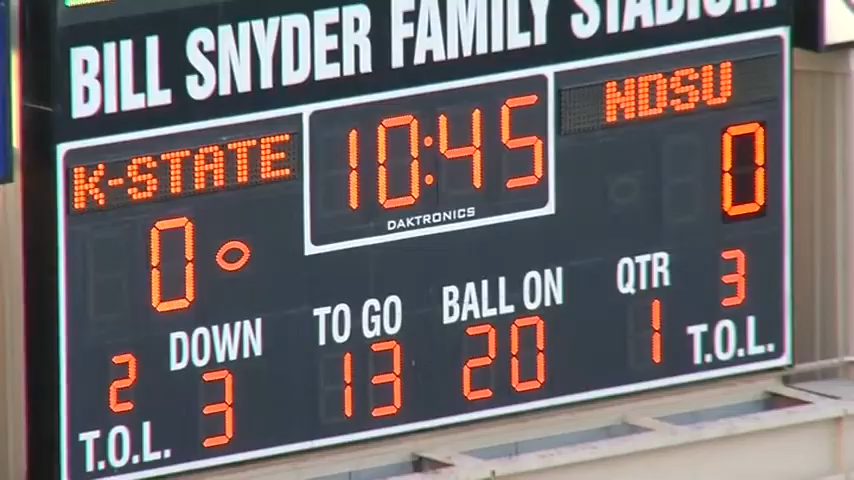 BILL SNYDER FAMILY STADIUM
K-STATE 10:45 NDSU
DAKTRONICS
0 0
DOWN TO GO BALL ON QTR 3
2 3 13 20 1 T.O.L.
T.O.L.